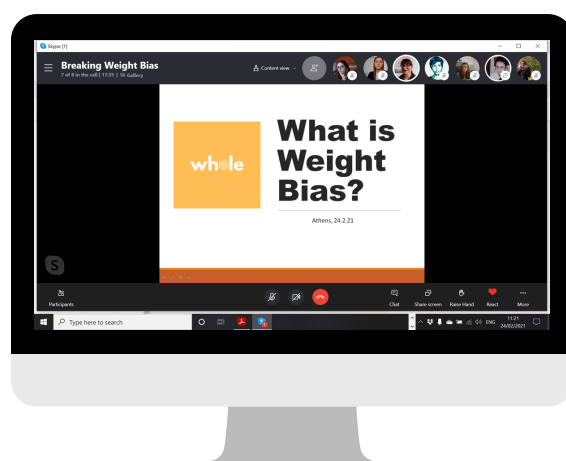 Skype [1]
Breaking Weight Bias
7 of 8 in the call | 17:35 | Gallery
Content view
whole
What is
Weight
Bias?
Athens, 24.2.21
S
Participants
Chat
Share screen
Raise Hand
React
More
Type here to search
ENG
11:21
24/02/2021